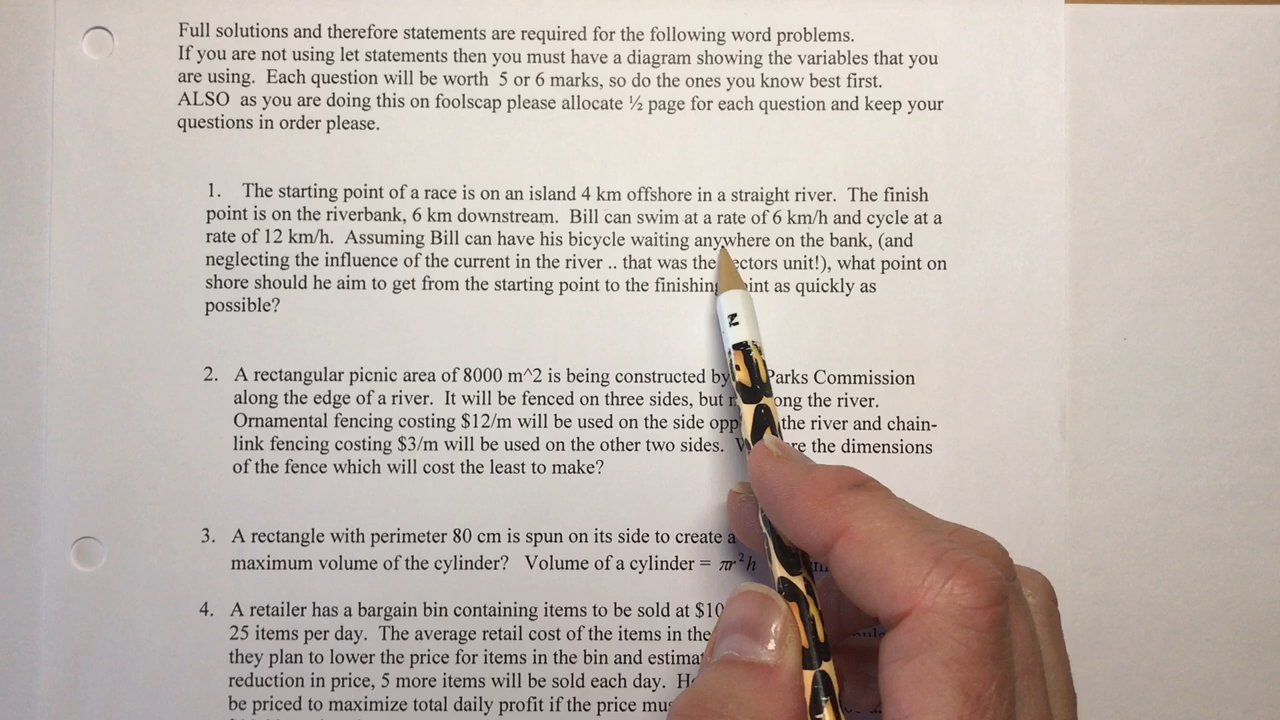 Full solutions and therefore statements are required for the following word problems.
If you are not using let statements then you must have a diagram showing the variables that you
are using. Each question will be worth 5 or 6 marks, so do the ones you know best first.
ALSO as you are doing this on foolscap please allocate ½ page for each question and keep your
questions in order please.
1. The starting point of a race is on an island 4 km offshore in a straight river. The finish
point is on the riverbank, 6 km downstream. Bill can swim at a rate of 6 km/h and cycle at a
rate of 12 km/h. Assuming Bill can have his bicycle waiting anywhere on the bank, (and
neglecting the influence of the current in the river .. that was the ectors unit!), what point on
shore should he aim to get from the starting point to the finishing int as quickly as
possible?
2. A rectangular picnic area of 8000 m^2 is being constructed by Parks Commission
along the edge of a river. It will be fenced on three sides, but ong the river.
Ornamental fencing costing $12/m will be used on the side opp the river and chain-
link fencing costing $3/m will be used on the other two sides. re the dimensions
of the fence which will cost the least to make?
3. A rectangle with perimeter 80 cm is spun on its side to create a
maximum volume of the cylinder? Volume of a cylinder = πr²h
4. A retailer has a bargain bin containing items to be sold at $10
25 items per day. The average retail cost of the items in the
they plan to lower the price for items in the bin and estima
reduction in price, 5 more items will be sold each day.
be priced to maximize total daily profit if the price mus
N